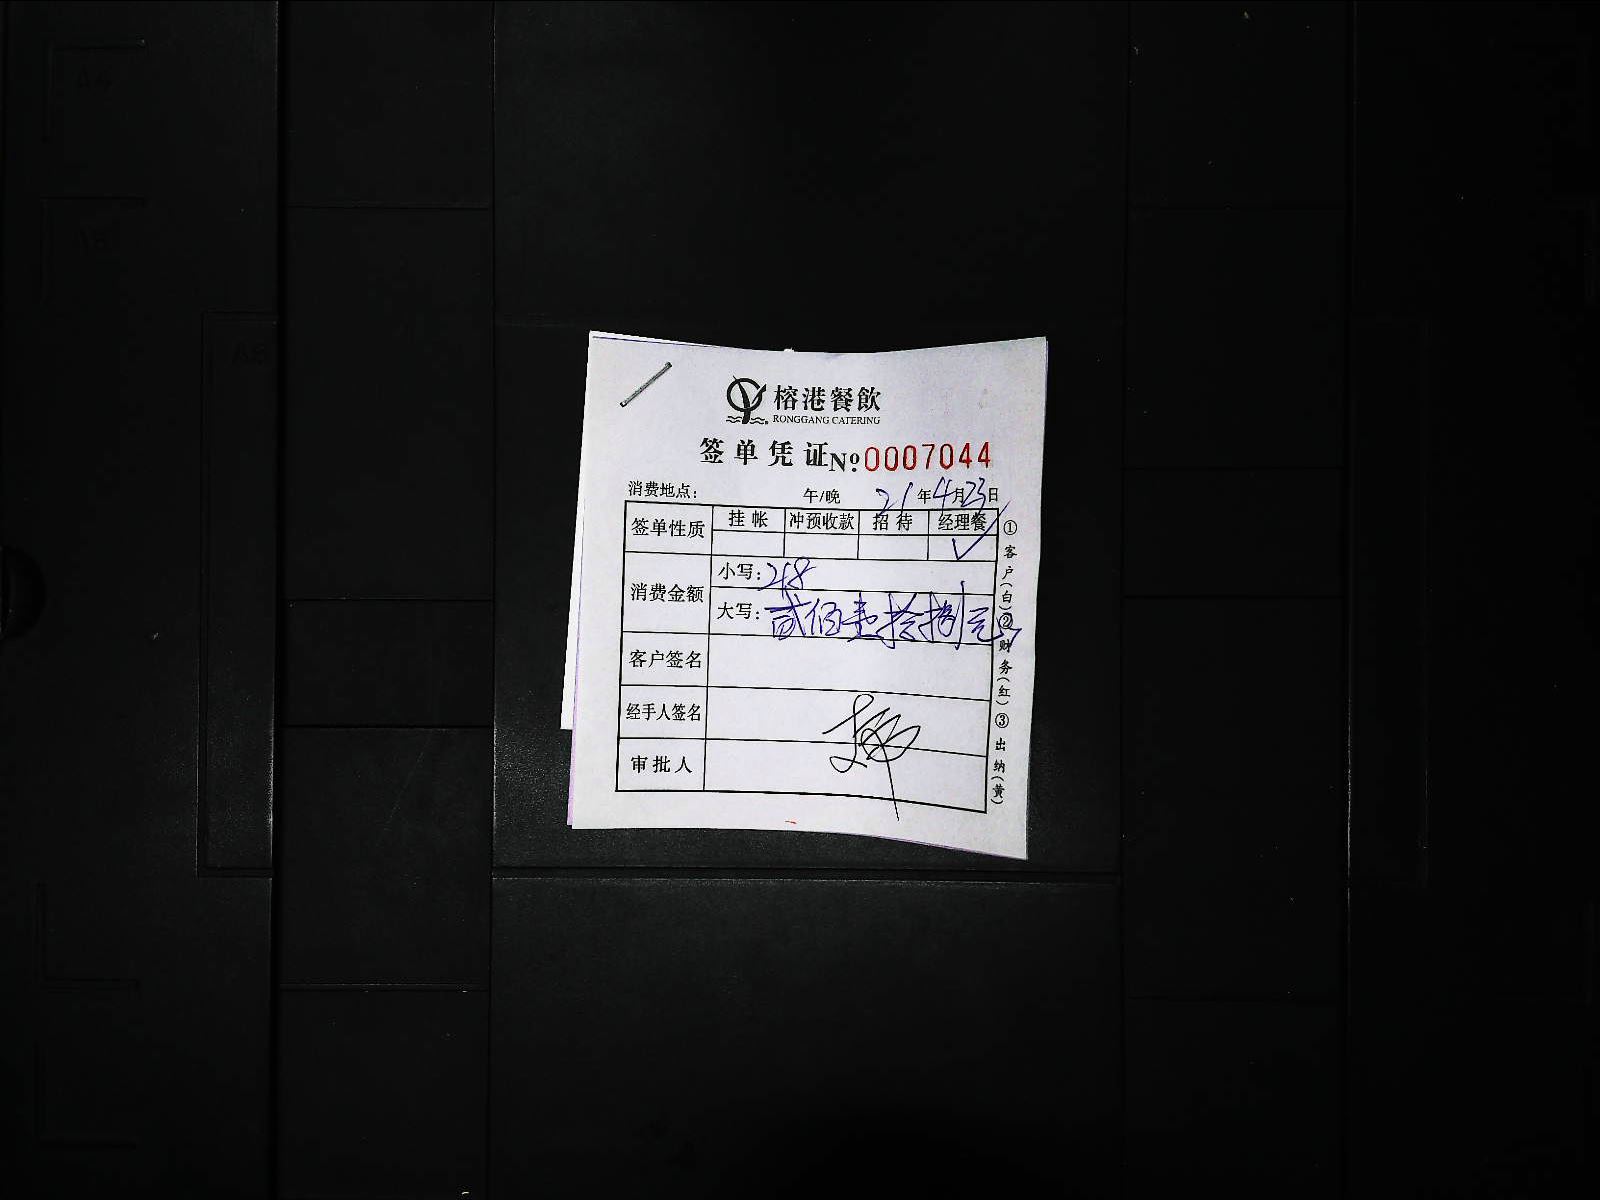 榕港餐飲
RONGGANG CATERING
签单凭证№0007044
消费地点： 午/晚 21年4月23日
签单性质 挂帐 冲预收款 招待 经理餐
✓
消费金额 小写：218
大写：贰佰壹拾捌元
客户签名
经手人签名
审批人
①客户(白)②财务(红)③出纳(黄)